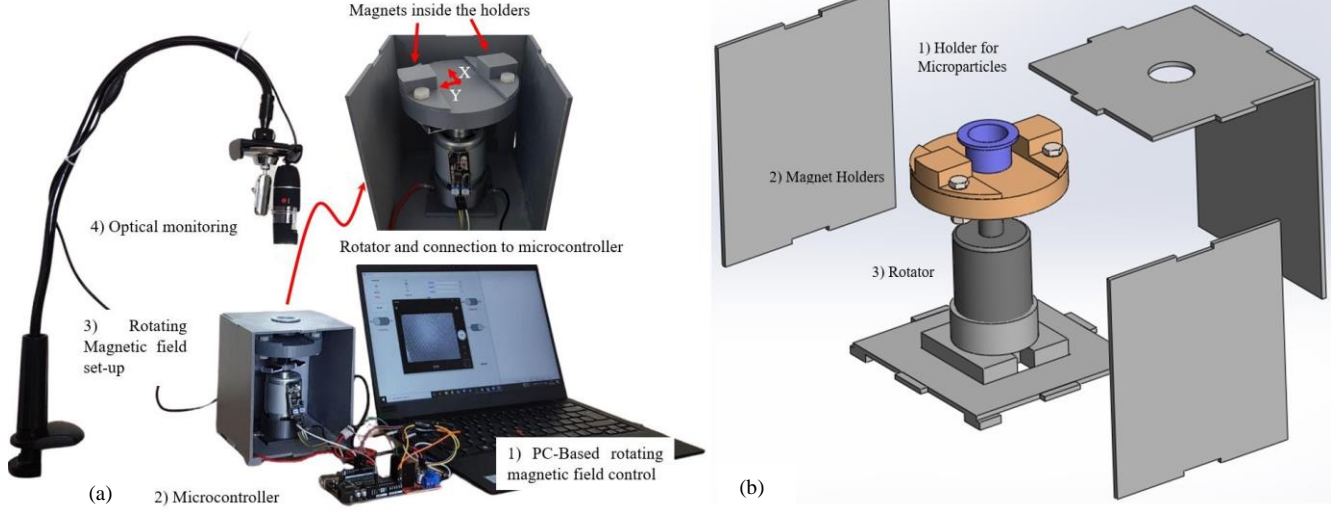 Magnets inside the holders
X
Y
4) Optical monitoring
Rotator and connection to microcontroller
3) Rotating
Magnetic field
set-up
1) PC-Based rotating
magnetic field control
2) Microcontroller
(a)
1) Holder for
Microparticles
2) Magnet Holders
3) Rotator
(b)